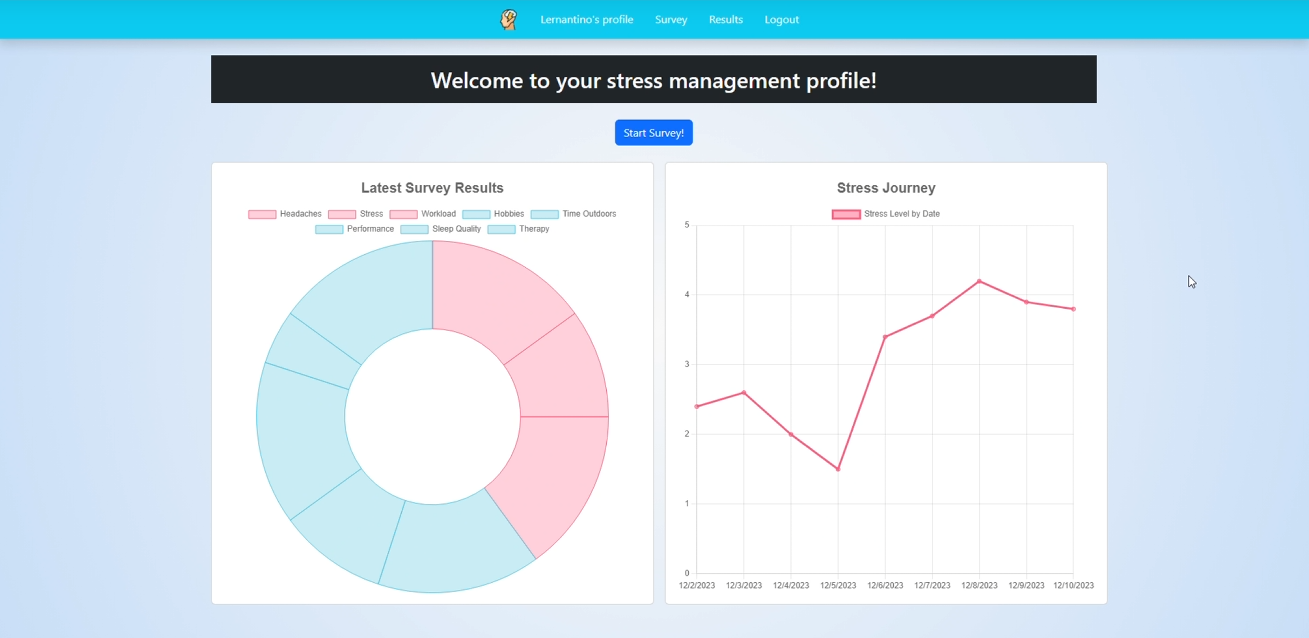 Lernantino's profile Survey Results Logout
Welcome to your stress management profile!
Start Survey!
Latest Survey Results
Headaches Stress Workload Hobbies Time Outdoors
Performance Sleep Quality Therapy
Stress Journey
Stress Level by Date
5
4
3
2
1
0
12/2/2023 12/3/2023 12/4/2023 12/5/2023 12/6/2023 12/7/2023 12/8/2023 12/9/2023 12/10/2023